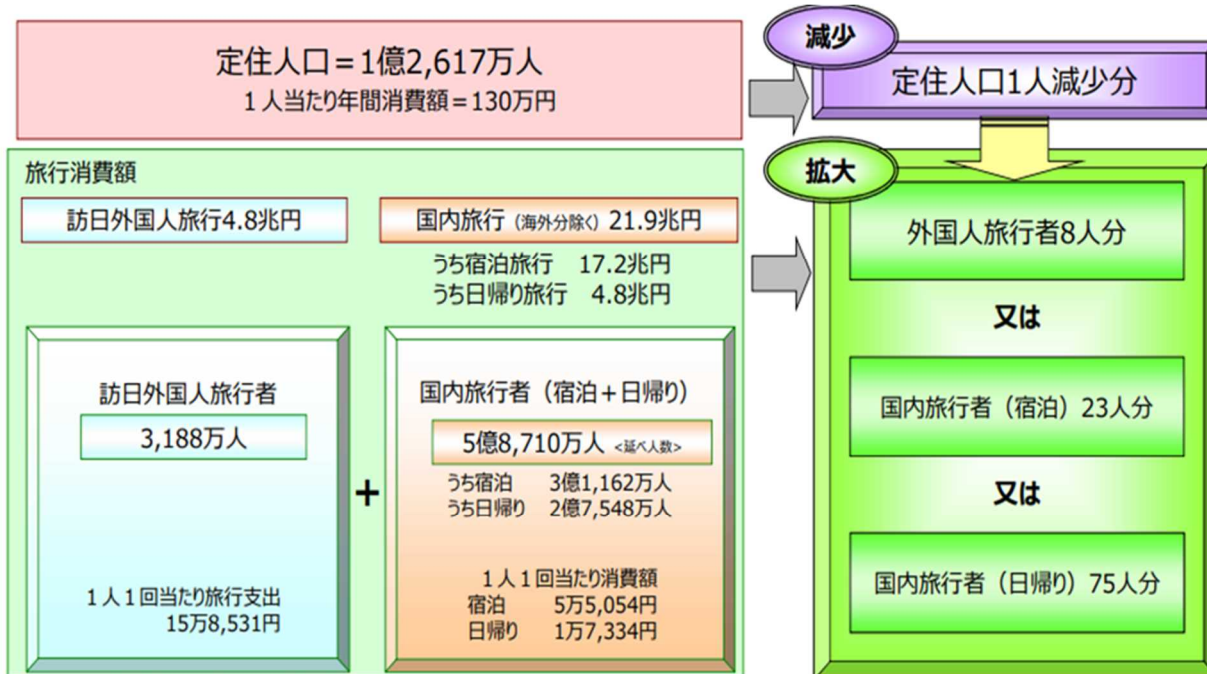 定住人口＝1億2,617万人
１人当たり年間消費額＝130万円
減少
定住人口1人減少分
旅行消費額
訪日外国人旅行4.8兆円
国内旅行（海外分除く）21.9兆円
うち宿泊旅行　17.2兆円
うち日帰り旅行　4.8兆円
訪日外国人旅行者
3,188万人
１人１回当たり旅行支出
15万8,531円
+
国内旅行者（宿泊＋日帰り）
5億8,710万人 <延べ人数>
うち宿泊　3億1,162万人
うち日帰り　2億7,548万人
１人１回当たり消費額
宿泊　5万5,054円
日帰り　1万7,334円
拡大
外国人旅行者8人分
又は
国内旅行者（宿泊）23人分
又は
国内旅行者（日帰り）75人分